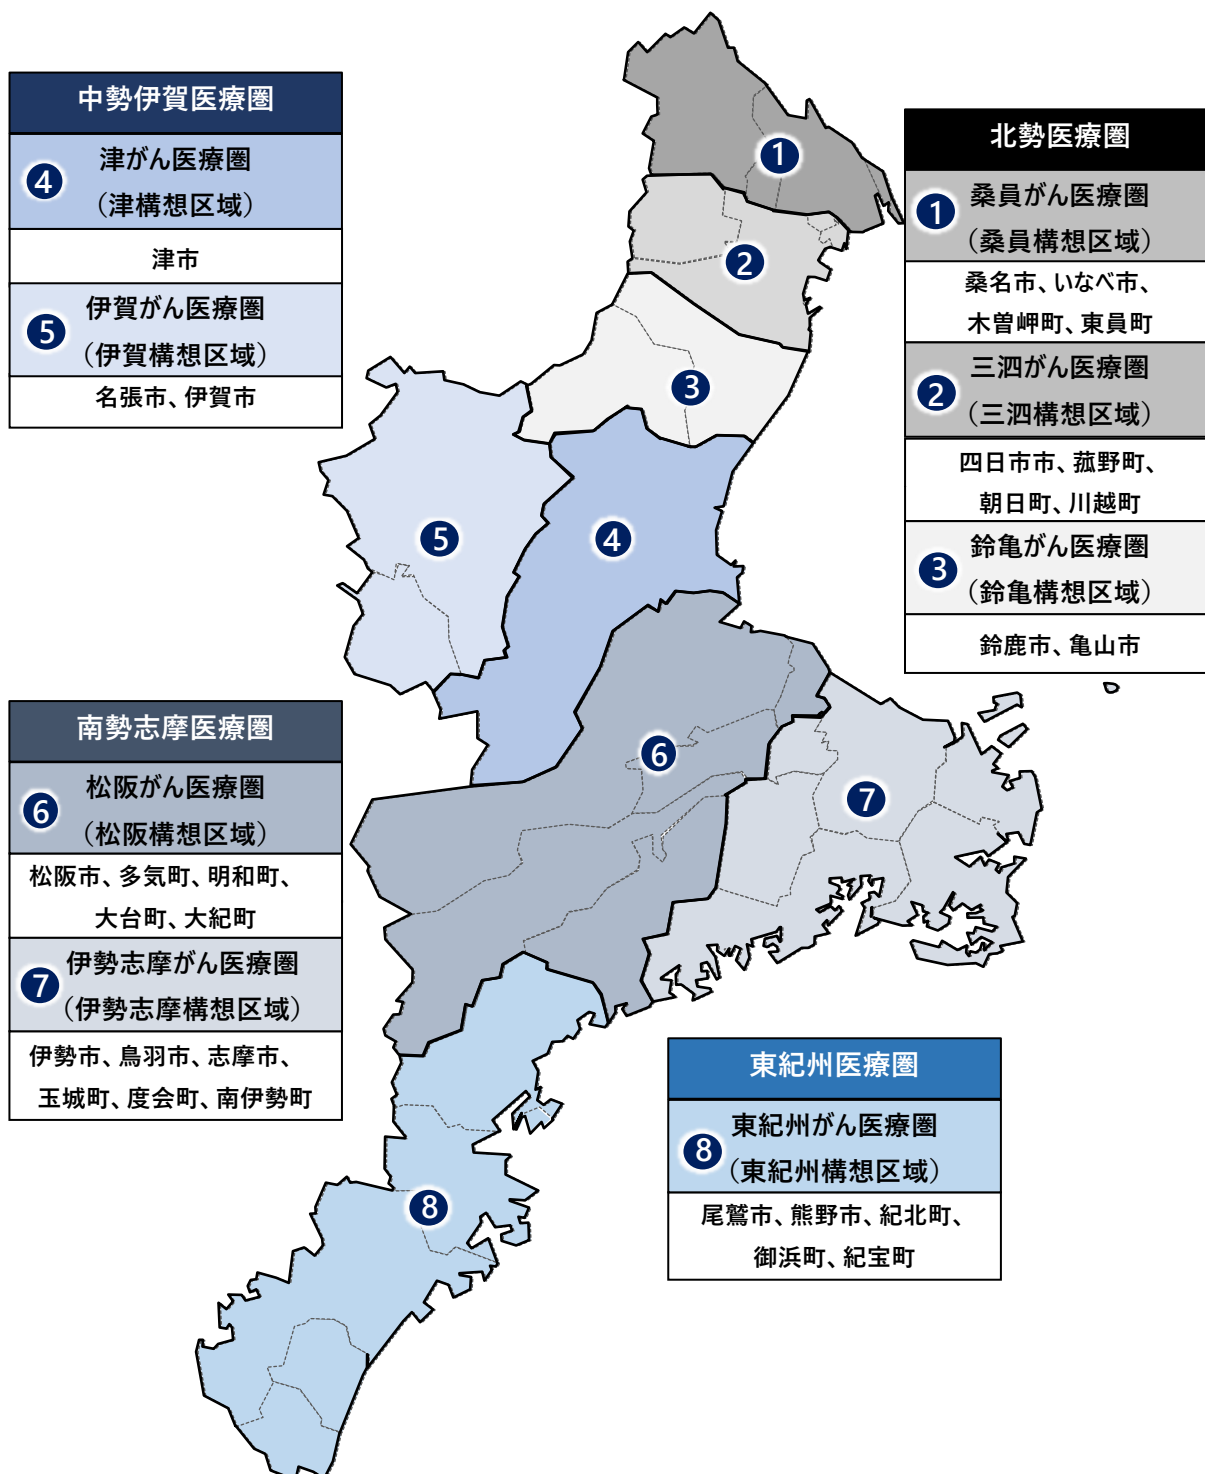 中勢伊賀医療圏
4
津がん医療圏
（津構想区域）
津市
5
伊賀がん医療圏
（伊賀構想区域）
名張市、伊賀市
北勢医療圏
1
桑員がん医療圏
（桑員構想区域）
桑名市、いなべ市、
木曽岬町、東員町
2
三泗がん医療圏
（三泗構想区域）
四日市市、菰野町、
朝日町、川越町
3
鈴亀がん医療圏
（鈴亀構想区域）
鈴鹿市、亀山市
南勢志摩医療圏
6
松阪がん医療圏
（松阪構想区域）
松阪市、多気町、明和町、
大台町、大紀町
7
伊勢志摩がん医療圏
（伊勢志摩構想区域）
伊勢市、鳥羽市、志摩市、
玉城町、度会町、南伊勢町
東紀州医療圏
8
東紀州がん医療圏
（東紀州構想区域）
尾鷲市、熊野市、紀北町、
御浜町、紀宝町
1
2
3
4
5
6
7
8